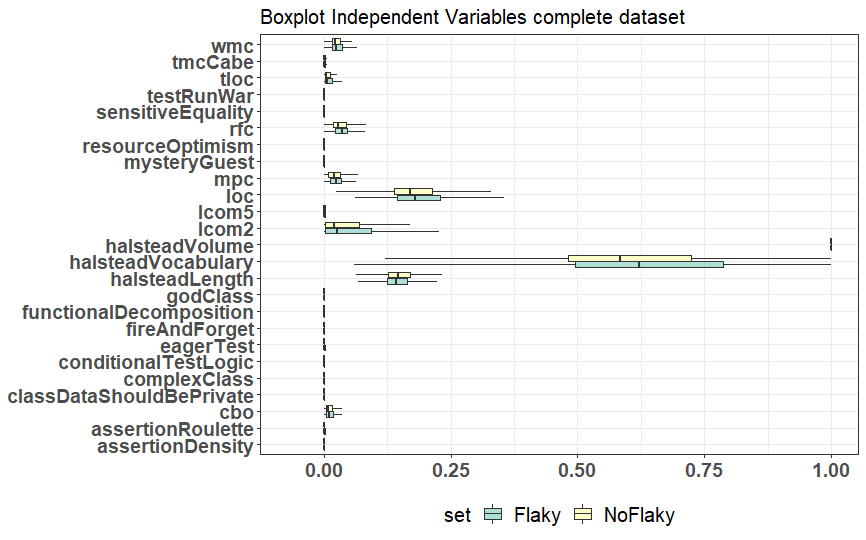 Boxplot Independent Variables complete dataset
wmc
tmcCabe
tloc
testRunWar
sensitiveEquality
rfc
resourceOptimism
mysteryGuest
mpc
loc
lcom5
lcom2
halsteadVolume
halsteadVocabulary
halsteadLength
godClass
functionalDecomposition
fireAndForget
eagerTest
conditionalTestLogic
complexClass
classDataShouldBePrivate
cbo
assertionRoulette
assertionDensity
0.00 0.25 0.50 0.75 1.00
set Flaky NoFlaky